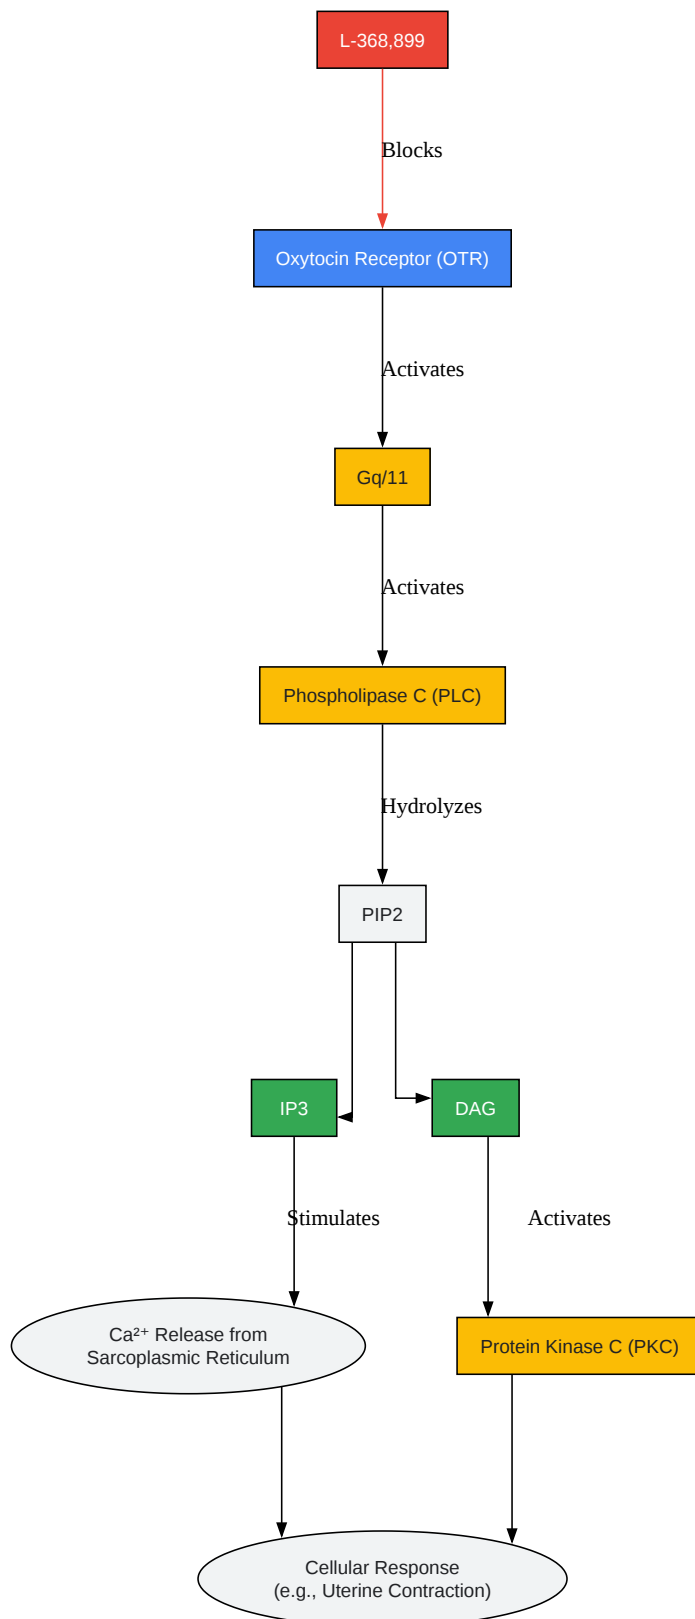 L-368,899
Blocks
Oxytocin Receptor (OTR)
Activates
Gq/11
Activates
Phospholipase C (PLC)
Hydrolyzes
PIP2
IP3
DAG
Stimulates
Activates
Ca²⁺ Release from
Sarcoplasmic Reticulum
Protein Kinase C (PKC)
Cellular Response
(e.g., Uterine Contraction)